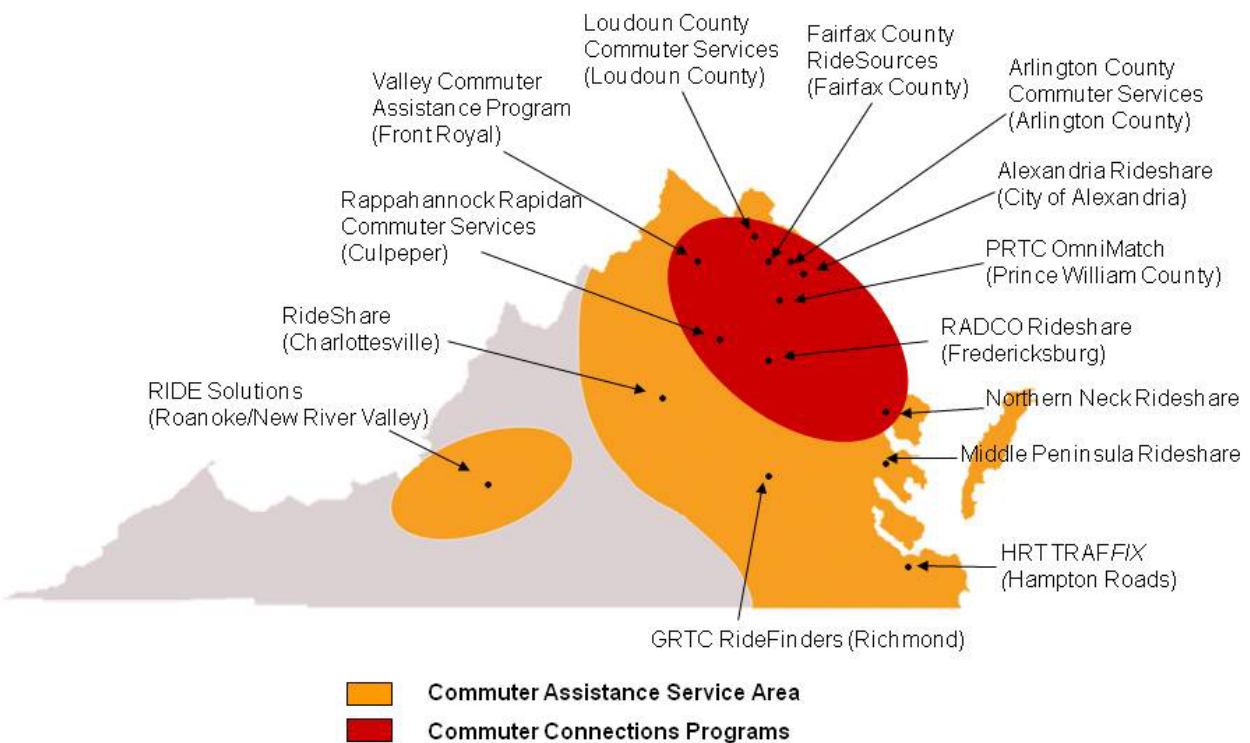 Loudoun County
Commuter Services
(Loudoun County)
Fairfax County
RideSources
(Fairfax County)
Arlington County
Commuter Services
(Arlington County)
Valley Commuter
Assistance Program
(Front Royal)
Alexandria Rideshare
(City of Alexandria)
Rappahannock Rapidan
Commuter Services
(Culpeper)
PRTC OmniMatch
(Prince William County)
RideShare
(Charlottesville)
RADCO Rideshare
(Fredericksburg)
RIDE Solutions
(Roanoke/New River Valley)
Northern Neck Rideshare
Middle Peninsula Rideshare
HRT TRAFFIX
(Hampton Roads)
GRTC RideFinders (Richmond)
Commuter Assistance Service Area
Commuter Connections Programs